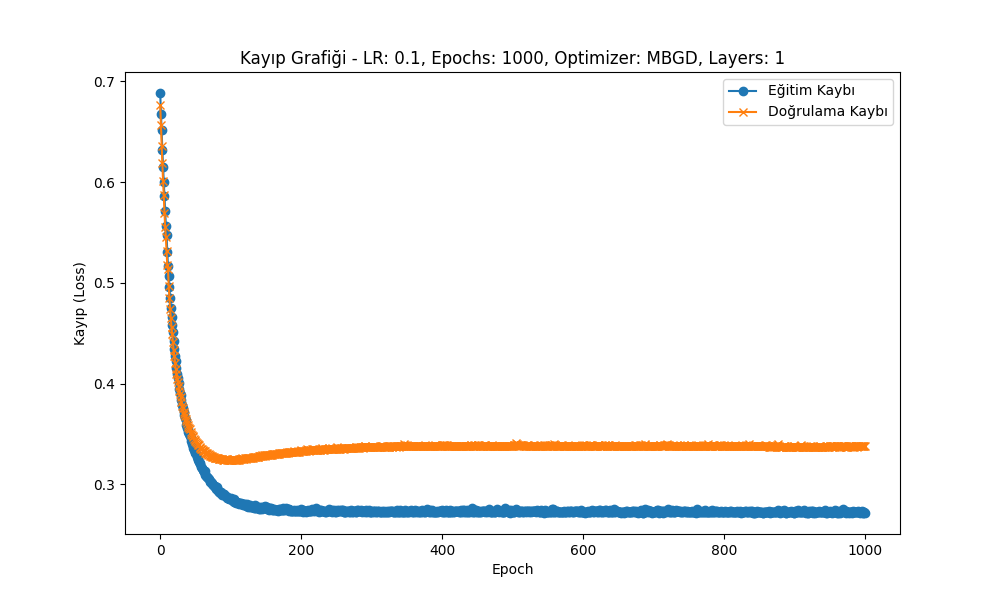 Kayıp Grafiği - LR: 0.1, Epochs: 1000, Optimizer: MBGD, Layers: 1
Eğitim Kaybı
Doğrulama Kaybı
Kayıp (Loss)
0.7
0.6
0.5
0.4
0.3
0 200 400 600 800 1000
Epoch